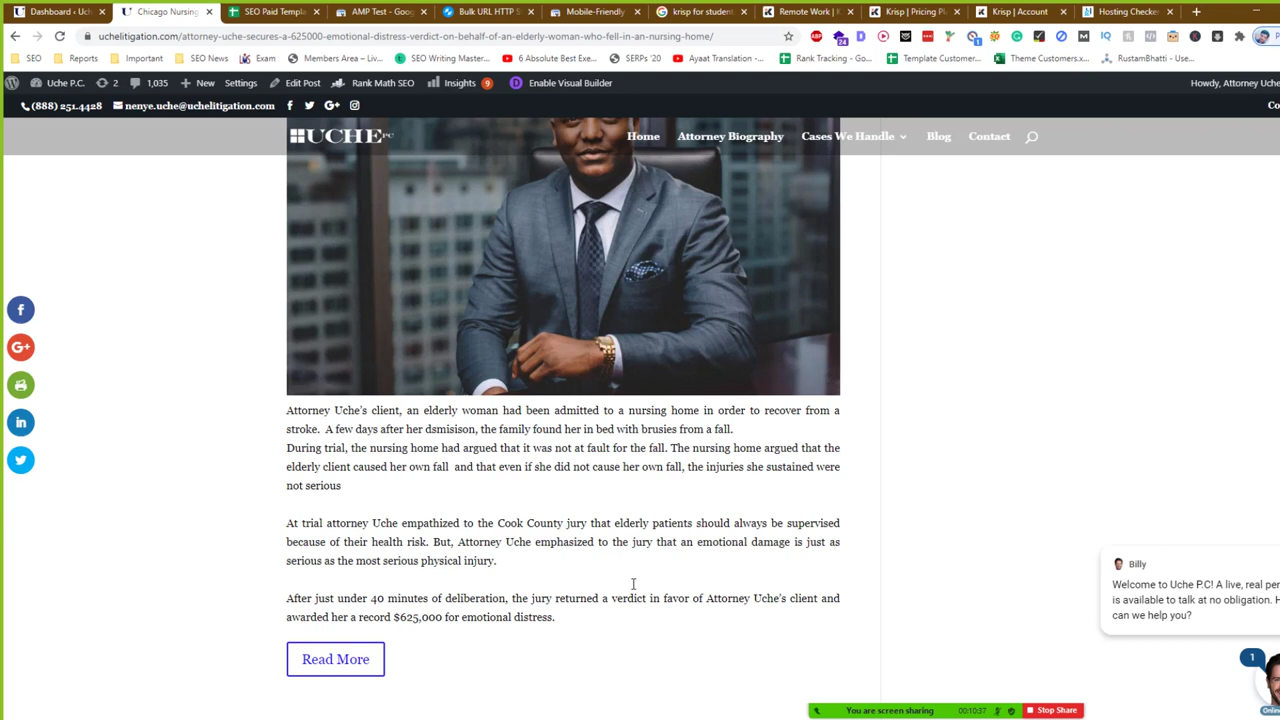 Dashboard ‹ Uch
Chicago Nursing
SEO Paid Templa
AMP Test - Goog
Bulk URL HTTP S
Mobile-Friendly
krisp for student
Remote Work | K
Krisp | Pricing Pl
Krisp | Account
Hosting Checker
uchelitigation.com/attorney-uche-secures-a-625000-emotional-distress-verdict-on-behalf-of-an-elderly-woman-who-fell-in-an-nursing-home/
ABP
24
1
IQ
SEO
Reports
Important
SEO News
Exam
Members Area – Liv...
SEO Writing Master...
6 Absolute Best Exe...
SERPs '20
Ayaat Translation -...
Rank Tracking - Go...
Template Customer...
Theme Customers.x...
RustamBhatti - Use...
Uche P.C.
2
1,035
New
Settings
Edit Post
Rank Math SEO
Insights 9
D Enable Visual Builder
Howdy, Attorney Uche
(888) 251.4428
nenye.uche@uchelitigation.com
Co
UCHE PC
Home
Attorney Biography
Cases We Handle
Blog
Contact
Attorney Uche's client, an elderly woman had been admitted to a nursing home in order to recover from a
stroke. A few days after her dsmisison, the family found her in bed with brusies from a fall.
During trial, the nursing home had argued that it was not at fault for the fall. The nursing home argued that the
elderly client caused her own fall and that even if she did not cause her own fall, the injuries she sustained were
not serious
At trial attorney Uche empathized to the Cook County jury that elderly patients should always be supervised
because of their health risk. But, Attorney Uche emphasized to the jury that an emotional damage is just as
serious as the most serious physical injury.
After just under 40 minutes of deliberation, the jury returned a verdict in favor of Attorney Uche's client and
awarded her a record $625,000 for emotional distress.
Read More
Billy
Welcome to Uche P.C! A live, real per
is available to talk at no obligation. H
can we help you?
1
Online
You are screen sharing
00:10:37
Stop Share